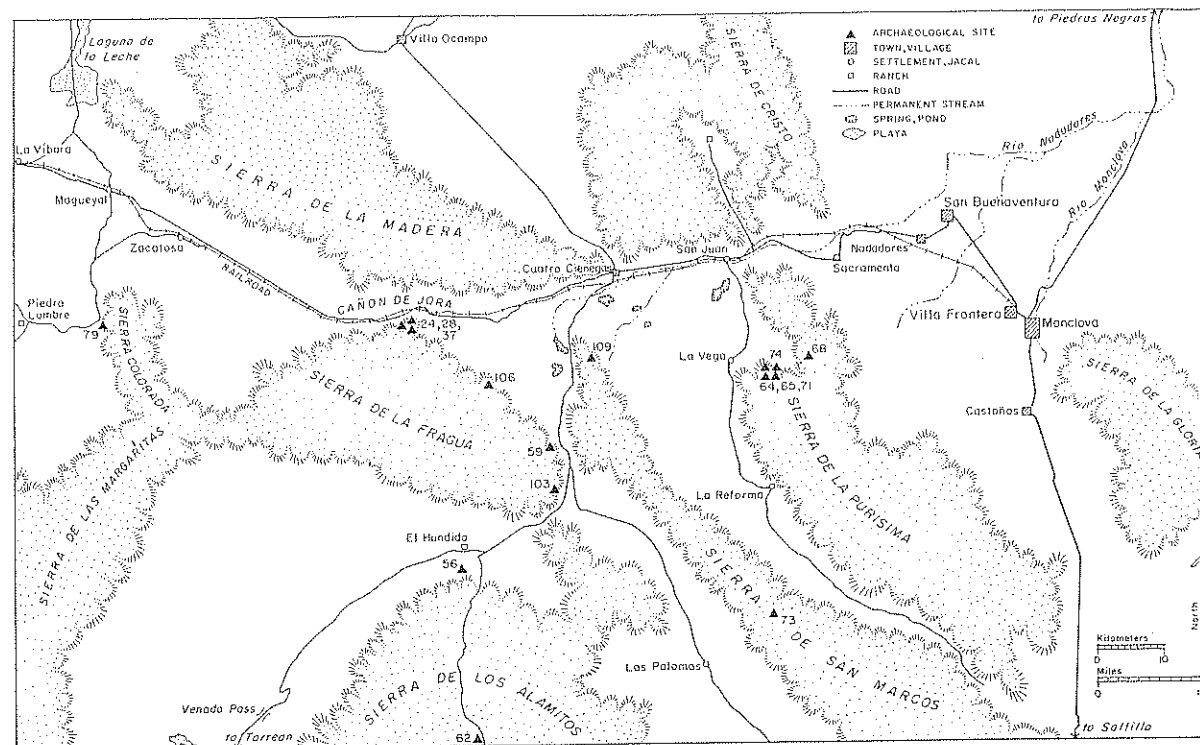 to Piedras Negras
Laguna de
la Leche
Villa Ocampo
ARCHAEOLOGICAL SITE
TOWN, VILLAGE
SETTLEMENT, JACAL
RANCH
ROAD
PERMANENT STREAM
SPRING, POND
PLAYA
SIERRA DE CRISTO
Río Nadadores
Río Monclova
La Víbora
SIERRA DE LA MADERA
Magueyal
San Buenaventura
Zacatosa
San Juan
Nadadores
Cuatro Cienegas
Sacramento
RAILROAD
CAÑON DE JORA
Piedra
Lumbre
Villa Frontera
Monclova
79
SIERRA COLORADA
24, 28,
37
109
74
68
La Vega
64, 65, 71
106
SIERRA DE LA FRAGUA
SIERRA DE LA GLORIA
Castaños
SIERRA DE LAS MARGARITAS
59
SIERRA DE LA PURISIMA
103
La Reforma
El Hundido
56
SIERRA DE SAN MARCOS
73
North
Kilometers
0 10
Las Palomas
Miles
0
SIERRA DE LOS ALAMITOS
Venado Pass
to Torreon
62
to Saltillo